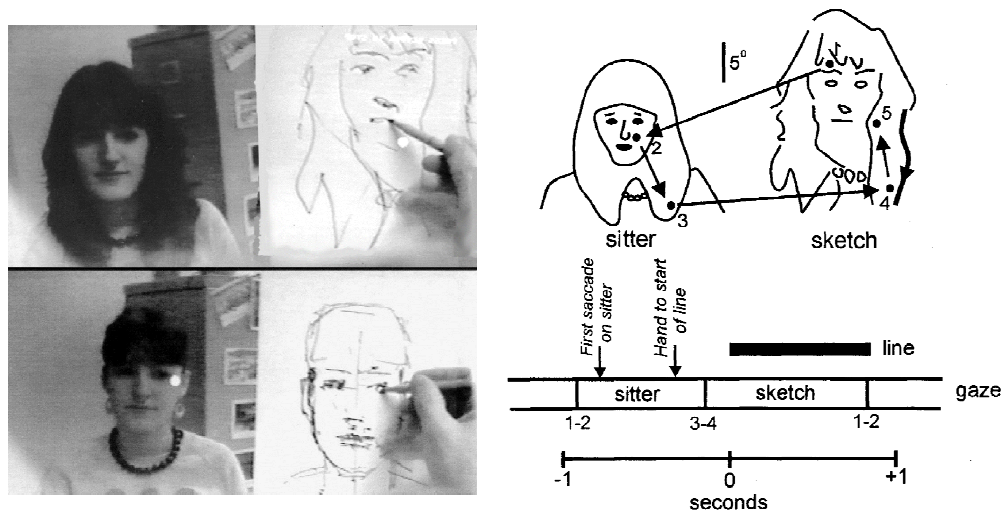 5°
2
3
5
4
sitter
sketch
First saccade
on sitter
Hand to start
of line
line
sitter
sketch
gaze
1-2
3-4
1-2
-1
0
+1
seconds